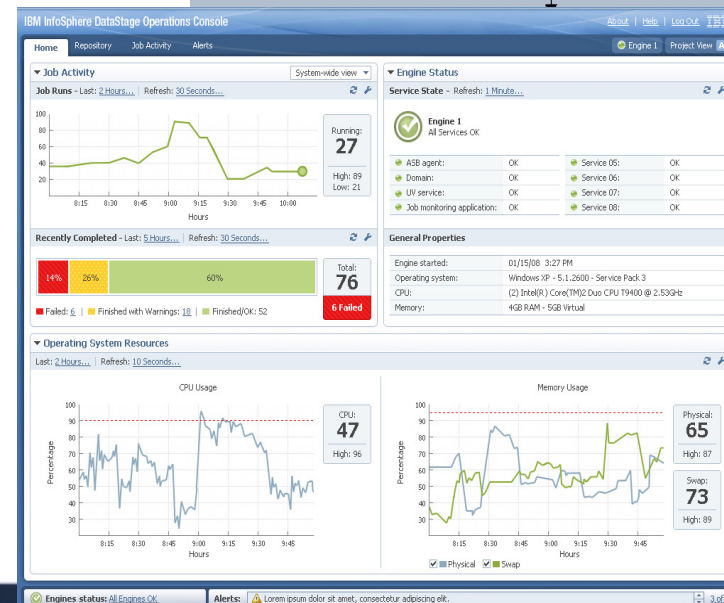 IBM InfoSphere DataStage Operations Console
About | Help | Log Out
Home Repository Job Activity Alerts
Engine 1 Project View
Job Activity
System-wide view
Job Runs - Last: 2 Hours... | Refresh: 30 Seconds...
100
80
60
40
20
8:15 8:30 8:45 9:00 9:15 9:30 9:45 10:00
Hours
Running:
27
High: 89
Low: 21
Recently Completed - Last: 5 Hours... | Refresh: 30 Seconds...
14% 26% 60%
Total:
76
6 Failed
Failed: 6 | Finished with Warnings: 18 | Finished/OK: 52
Engine Status
Service State - Refresh: 1 Minute...
Engine 1
All Services OK
ASB agent: OK Service 05: OK
Domain: OK Service 06: OK
UV service: OK Service 07: OK
Job monitoring application: OK Service 08: OK
General Properties
Engine started: 01/15/08 3:27 PM
Operating system: Windows XP - 5.1.2600 - Service Pack 3
CPU: (2) Intel(R) Core(TM)2 Duo CPU T9400 @ 2.53GHz
Memory: 4GB RAM - 5GB Virtual
Operating System Resources
Last: 2 Hours... | Refresh: 10 Seconds...
CPU Usage
Percentage
100
90
80
70
60
50
40
30
8:15 8:30 8:45 9:00 9:15 9:30 9:45
Hours
CPU:
47
High: 96
Memory Usage
Percentage
100
90
80
70
60
50
40
30
8:15 8:30 8:45 9:00 9:15 9:30 9:45
Hours
Physical Swap
Physical:
65
High: 87
Swap:
73
High: 89
Engines status: All Engines OK
Alerts: Lorem ipsum dolor sit amet, consectetur adipiscing elit.
3 of